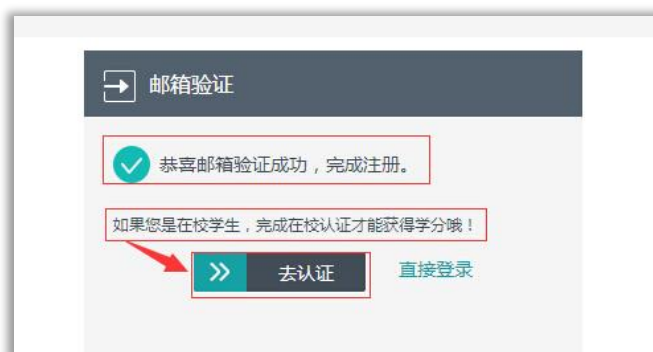 邮箱验证
恭喜邮箱验证成功，完成注册。
如果您是在校学生，完成在校认证才能获得学分哦！
去认证
直接登录